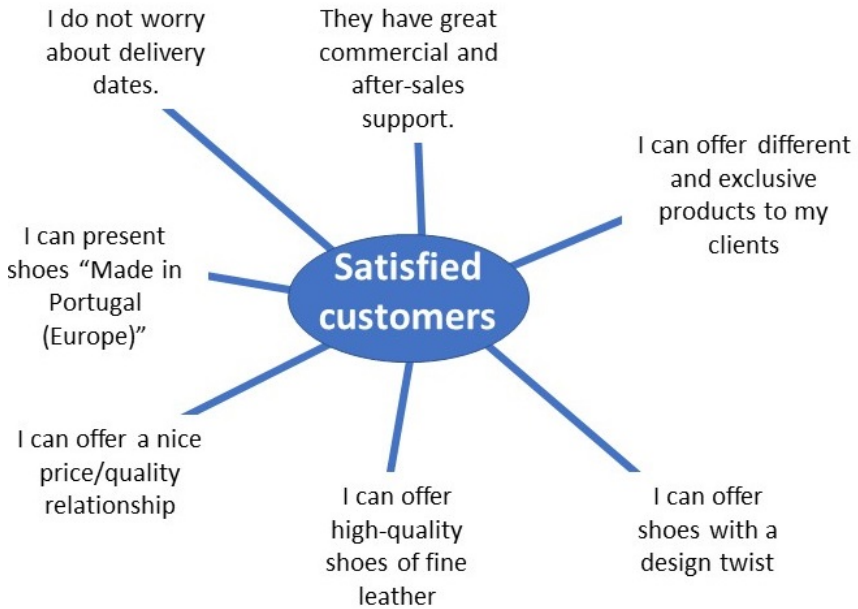 I do not worry
about delivery
dates.
They have great
commercial and
after-sales
support.
I can offer different
and exclusive
products to my
clients
I can present
shoes “Made in
Portugal
(Europe)”
Satisfied
customers
I can offer a nice
price/quality
relationship
I can offer
high-quality
shoes of fine
leather
I can offer
shoes with a
design twist